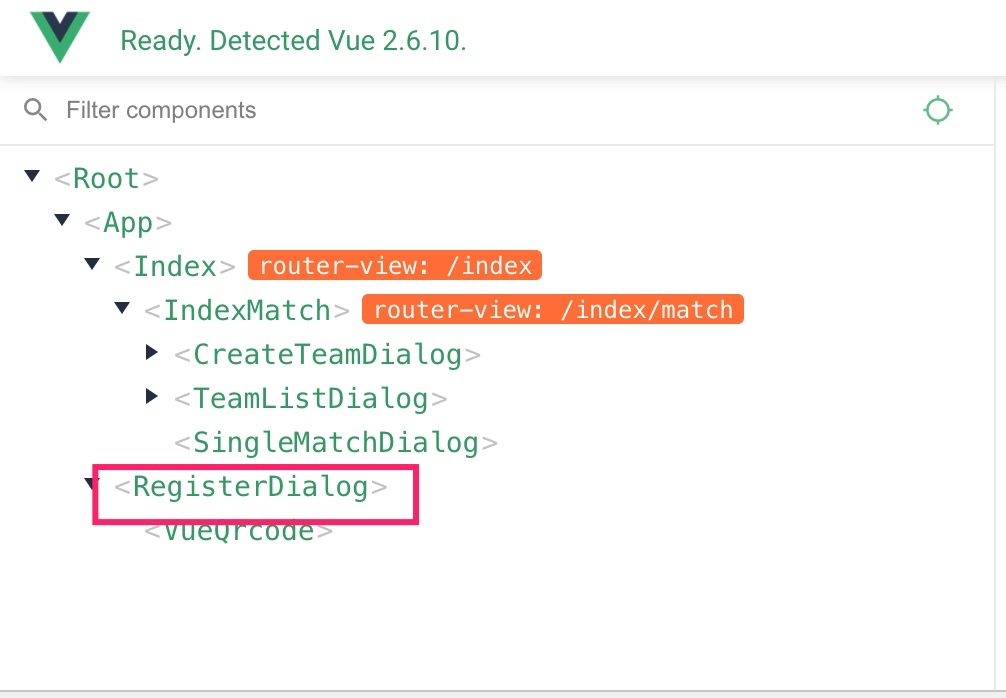 Ready. Detected Vue 2.6.10.
Filter components
<Root>
<App>
<Index> router-view: /index
<IndexMatch> router-view: /index/match
<CreateTeamDialog>
<TeamListDialog>
<SingleMatchDialog>
<RegisterDialog>
<VueQrcode>